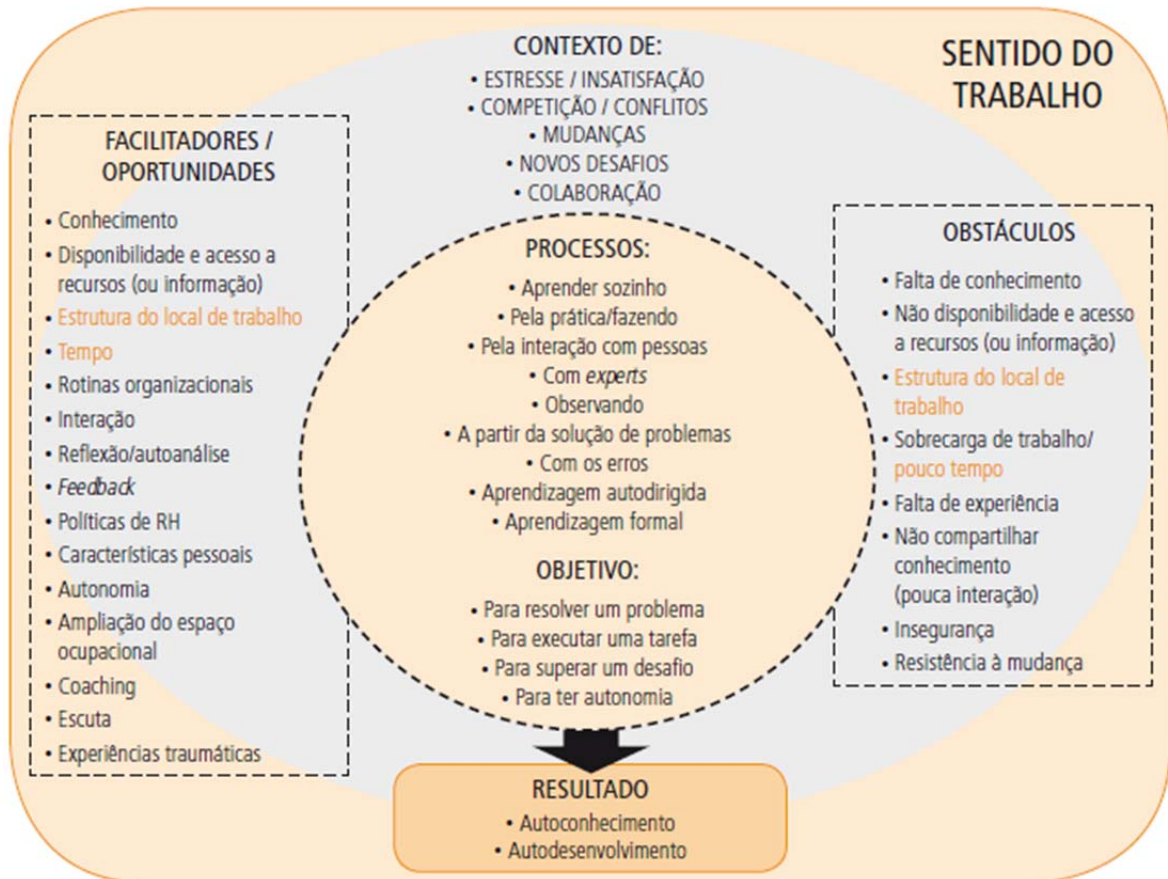 SENTIDO DO
TRABALHO
CONTEXTO DE:
• ESTRESSE / INSATISFAÇÃO
• COMPETIÇÃO / CONFLITOS
• MUDANÇAS
• NOVOS DESAFIOS
• COLABORAÇÃO
FACILITADORES /
OPORTUNIDADES
• Conhecimento
• Disponibilidade e acesso a
recursos (ou informação)
• Estrutura do local de trabalho
• Tempo
• Rotinas organizacionais
• Interação
• Reflexão/autoanálise
• Feedback
• Políticas de RH
• Características pessoais
• Autonomia
• Ampliação do espaço
ocupacional
• Coaching
• Escuta
• Experiências traumáticas
PROCESSOS:
• Aprender sozinho
• Pela prática/fazendo
• Pela interação com pessoas
• Com experts
• Observando
• A partir da solução de problemas
• Com os erros
• Aprendizagem autodirigida
• Aprendizagem formal
OBJETIVO:
• Para resolver um problema
• Para executar uma tarefa
• Para superar um desafio
• Para ter autonomia
OBSTÁCULOS
• Falta de conhecimento
• Não disponibilidade e acesso
a recursos (ou informação)
• Estrutura do local de
trabalho
• Sobrecarga de trabalho/
pouco tempo
• Falta de experiência
• Não compartilhar
conhecimento
(pouca interação)
• Insegurança
• Resistência à mudança
RESULTADO
• Autoconhecimento
• Autodesenvolvimento